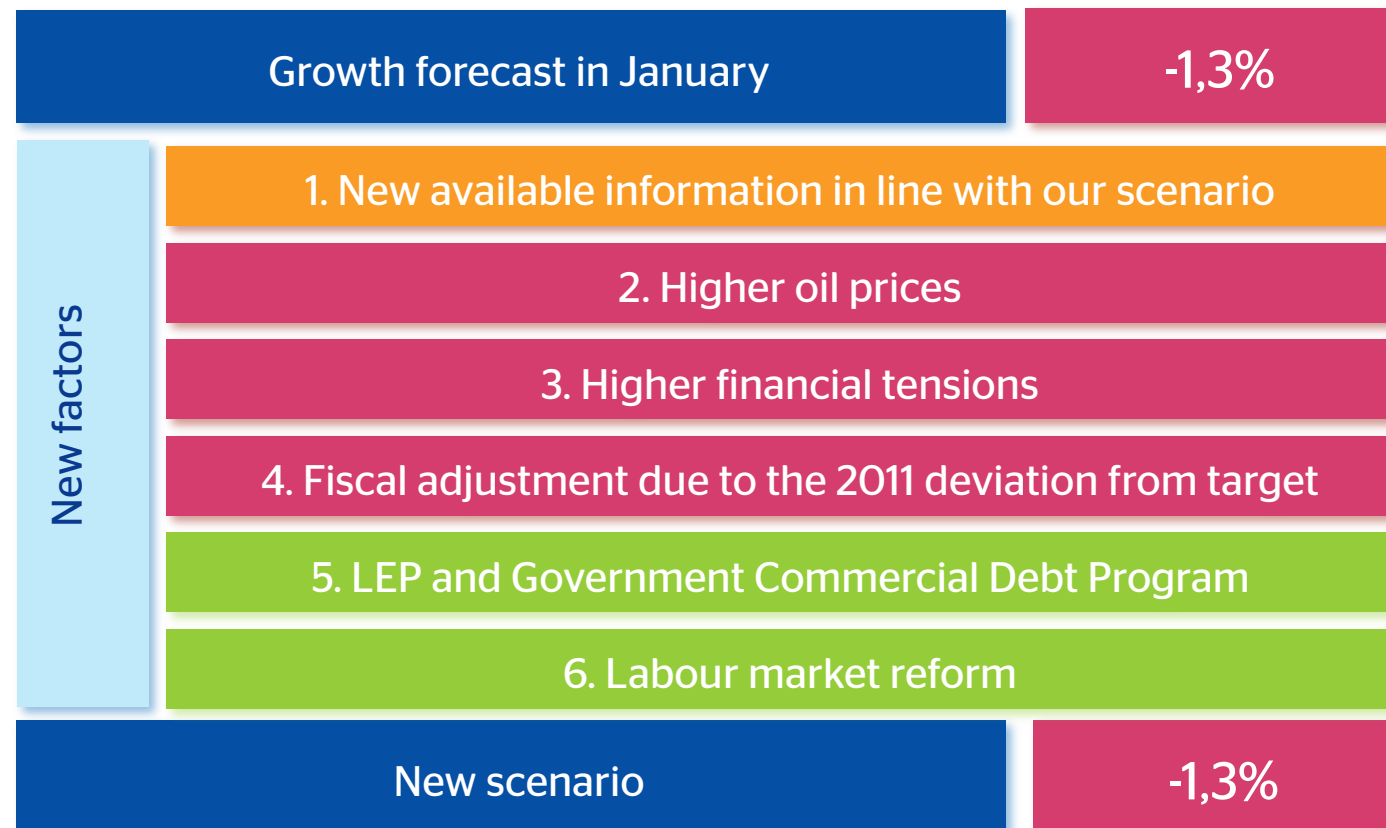 Growth forecast in January
-1,3%
New factors
1. New available information in line with our scenario
2. Higher oil prices
3. Higher financial tensions
4. Fiscal adjustment due to the 2011 deviation from target
5. LEP and Government Commercial Debt Program
6. Labour market reform
New scenario
-1,3%